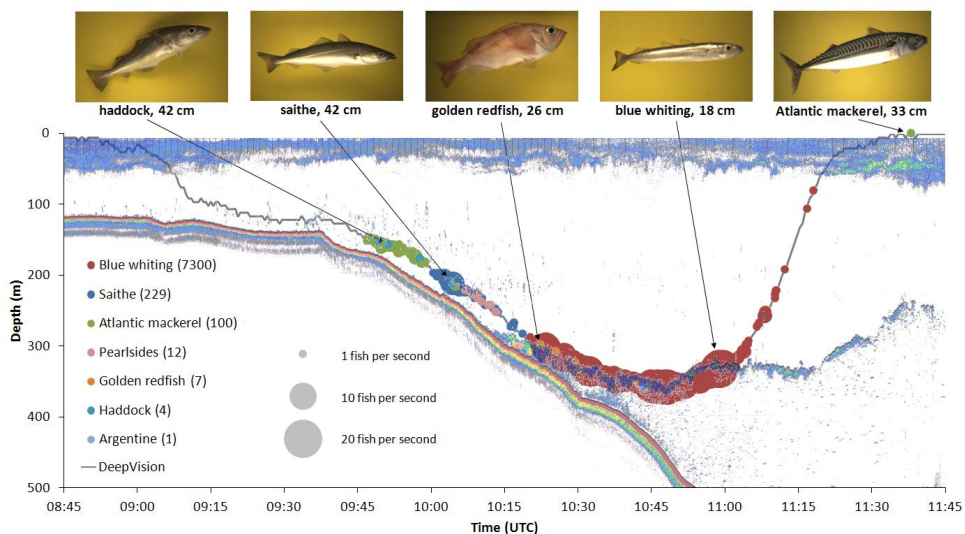 haddock, 42 cm
saithe, 42 cm
golden redfish, 26 cm
blue whiting, 18 cm
Atlantic mackerel, 33 cm
0
100
200
300
400
500
Depth (m)
Blue whiting (7300)
Saithe (229)
Atlantic mackerel (100)
Pearlsides (12)
Golden redfish (7)
Haddock (4)
Argentine (1)
DeepVision
1 fish per second
10 fish per second
20 fish per second
08:45
09:00
09:15
09:30
09:45
10:00
10:15
10:30
10:45
11:00
11:15
11:30
11:45
Time (UTC)